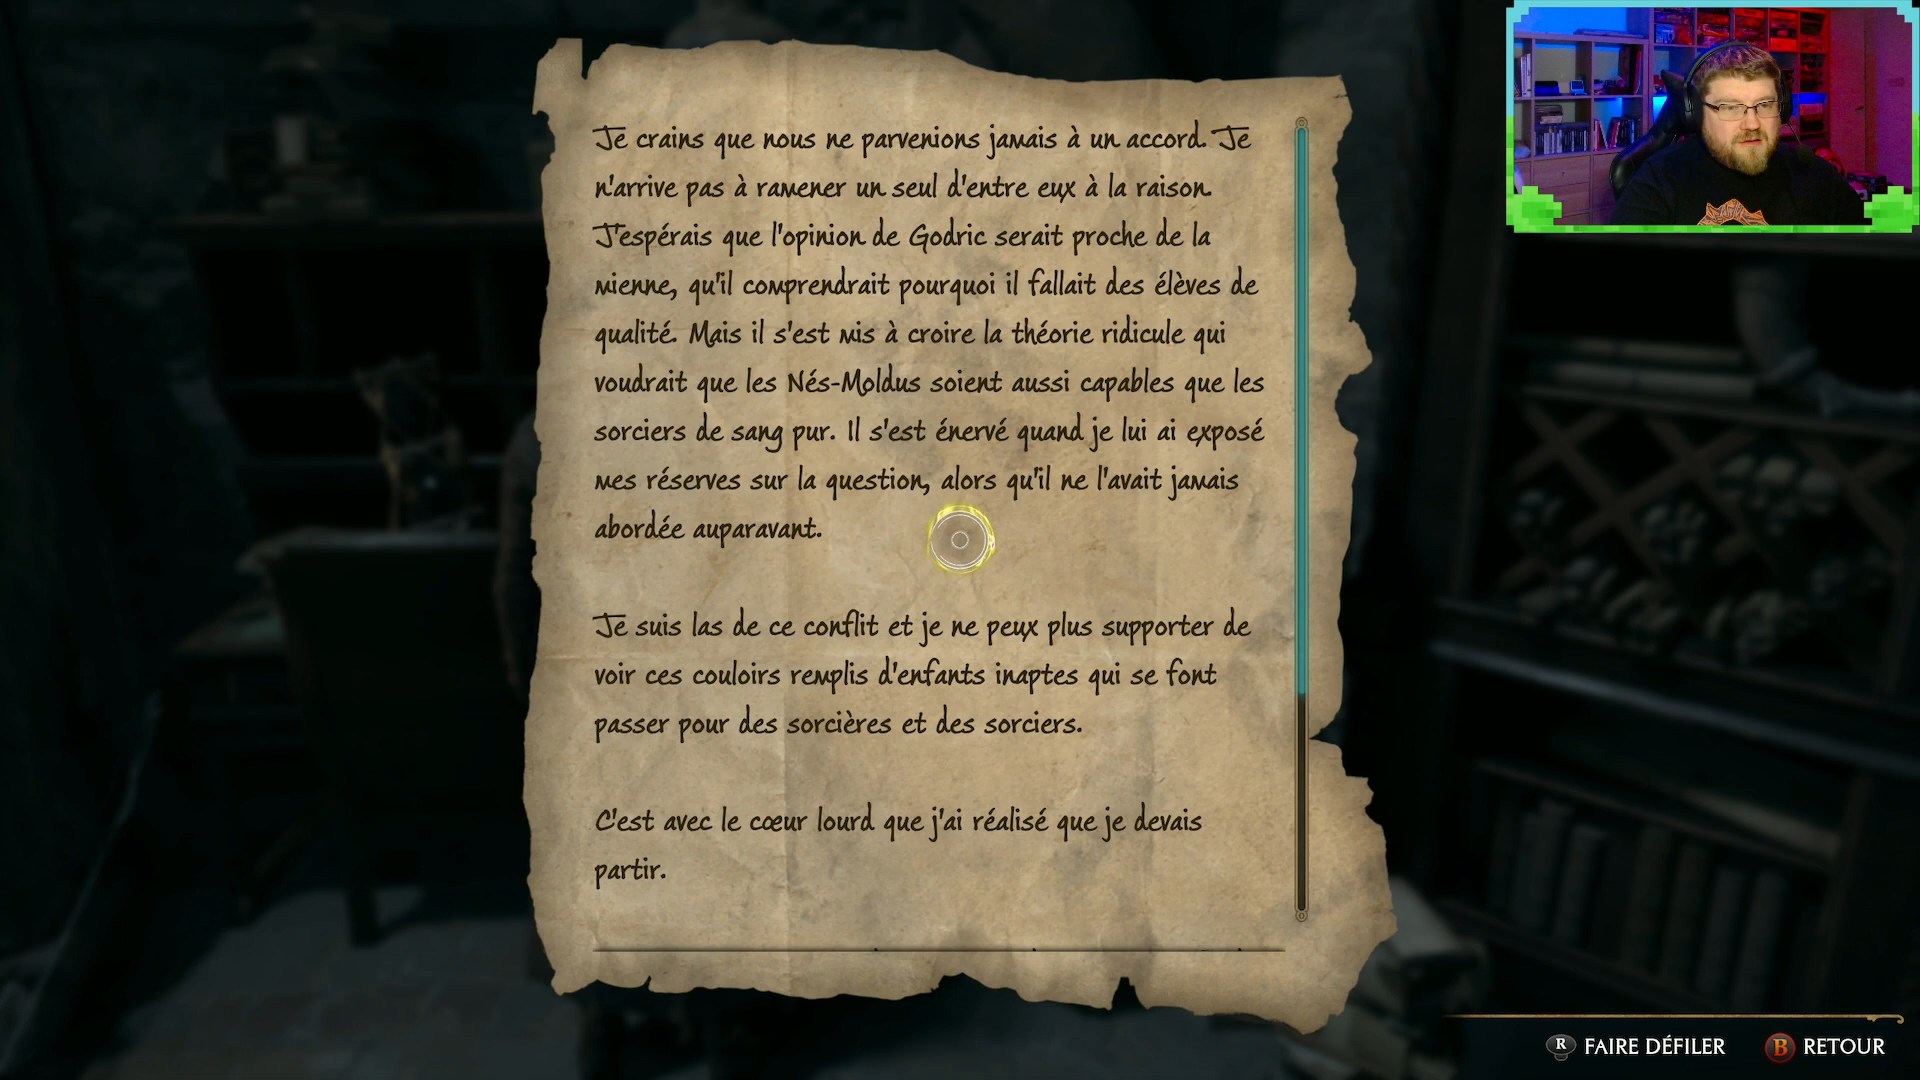 Je crains que nous ne parvenions jamais à un accord. Je
n'arrive pas à ramener un seul d'entre eux à la raison.
J'espérais que l'opinion de Godric serait proche de la
mienne, qu'il comprendrait pourquoi il fallait des élèves de
qualité. Mais il s'est mis à croire la théorie ridicule qui
voudrait que les Nés-Moldus soient aussi capables que les
sorciers de sang pur. Il s'est énervé quand je lui ai exposé
mes réserves sur la question, alors qu'il ne l'avait jamais
abordée auparavant.
Je suis las de ce conflit et je ne peux plus supporter de
voir ces couloirs remplis d'enfants inaptes qui se font
passer pour des sorcières et des sorciers.
C'est avec le cœur lourd que j'ai réalisé que je devais
partir.
R FAIRE DÉFILER B RETOUR